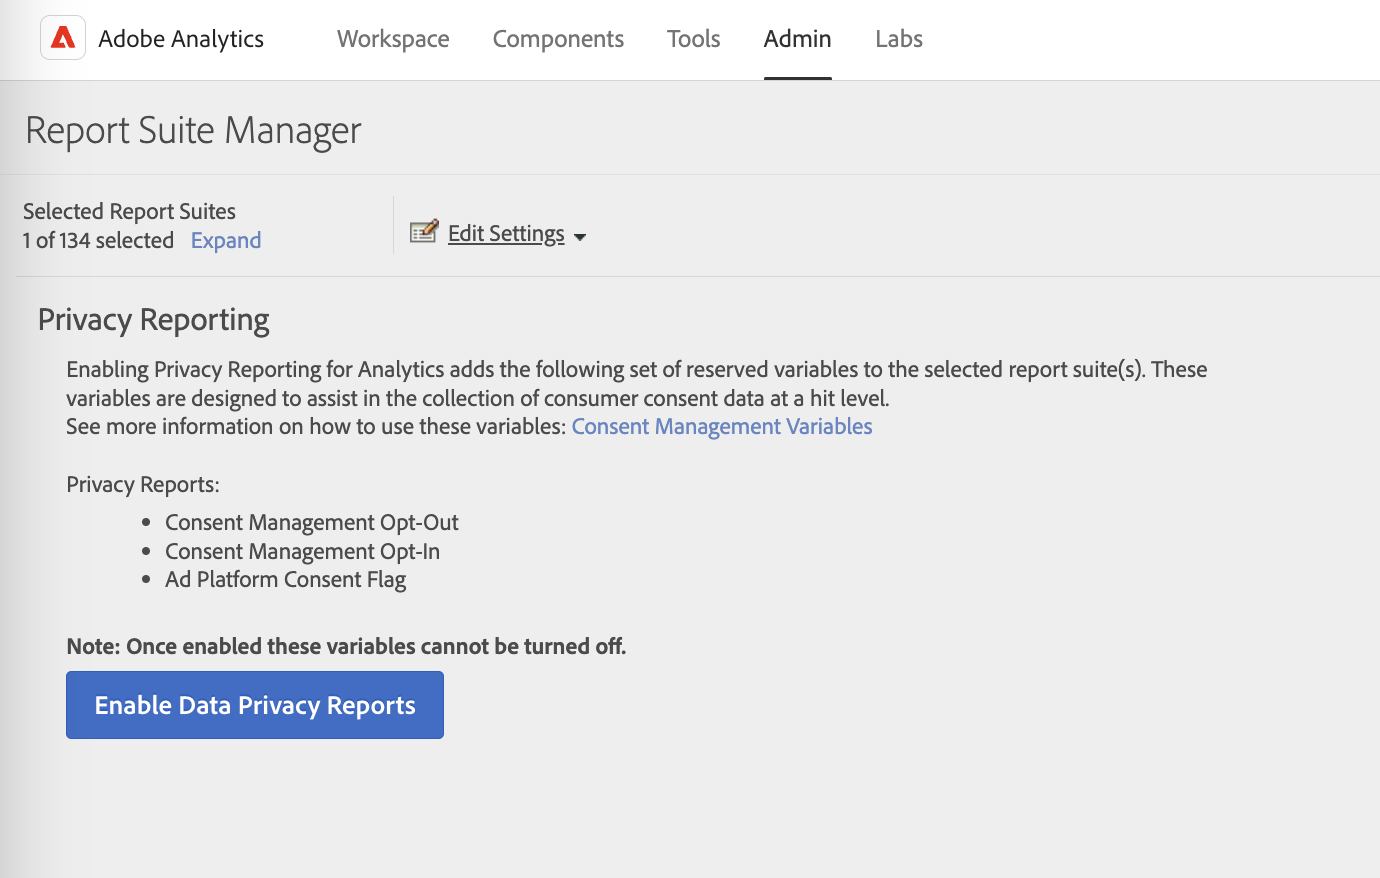 Adobe Analytics Workspace Components Tools Admin Labs
Report Suite Manager
Selected Report Suites
1 of 134 selected Expand
Edit Settings
Privacy Reporting
Enabling Privacy Reporting for Analytics adds the following set of reserved variables to the selected report suite(s). These
variables are designed to assist in the collection of consumer consent data at a hit level.
See more information on how to use these variables: Consent Management Variables
Privacy Reports:
• Consent Management Opt-Out
• Consent Management Opt-In
• Ad Platform Consent Flag
Note: Once enabled these variables cannot be turned off.
Enable Data Privacy Reports